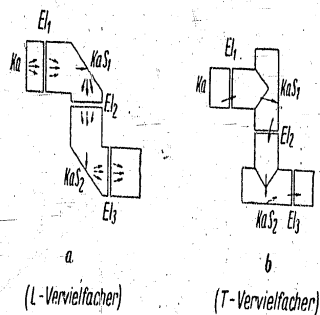 El1
Ka
KaS1
El2
KaS2
El3
a
(L-Vervielfacher)
El1
Ka
KaS1
El2
KaS2
El3
b
(T-Vervielfacher)